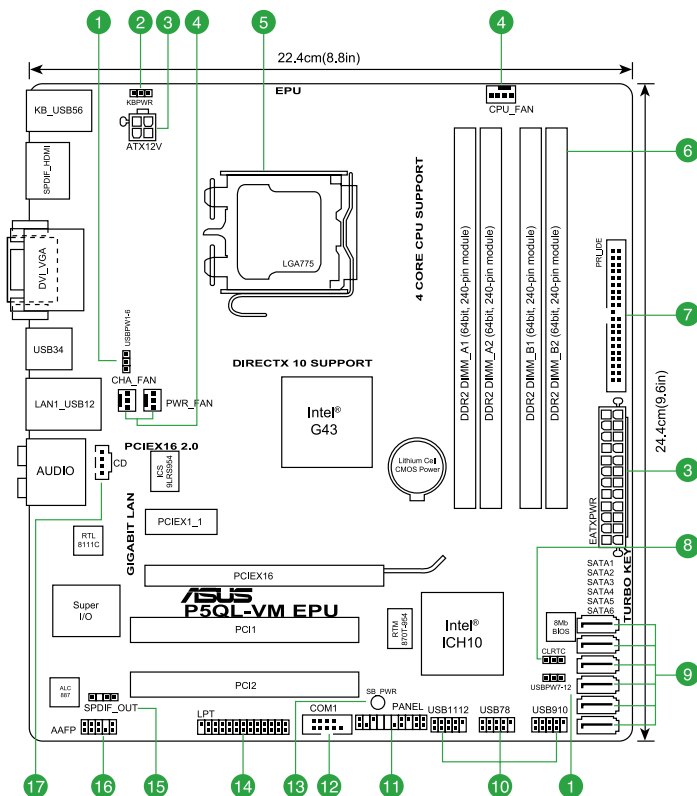 1
2
3
4
5
4
22.4cm(8.8in)
KB_USB56
KBPWR
EPU
CPU_FAN
ATX12V
6
SPDIF_HDMI
DVI_VGA
LGA775
4 CORE CPU SUPPORT
DDR2 DIMM_A1 (64bit, 240-pin module)
DDR2 DIMM_A2 (64bit, 240-pin module)
DDR2 DIMM_B1 (64bit, 240-pin module)
DDR2 DIMM_B2 (64bit, 240-pin module)
PRI_IDE
7
24.4cm(9.6in)
USB34
USBPW1-6
1
DIRECTX 10 SUPPORT
CHA_FAN
PWR_FAN
4
LAN1_USB12
Intel®
G43
PCIEX16 2.0
AUDIO
CD
ICS
9LRS954
Lithium Cell
CMOS Power
EATXPWR
3
GIGABIT LAN
PCIEX1_1
RTL
8111C
8
SATA1
SATA2
SATA3
SATA4
SATA5
SATA6
TURBO KEY
PCIEX16
ASUS
P5QL-VM EPU
Super
I/O
PCI1
RTM
870T-954
Intel®
ICH10
8Mb
BIOS
CLRTC
9
USBPW7-12
PCI2
ALC
887
SPDIF_OUT
SB_PWR
AAFP
LPT
COM1
PANEL
USB1112
USB78
USB910
17
16
15
14
13
12
11
10
1